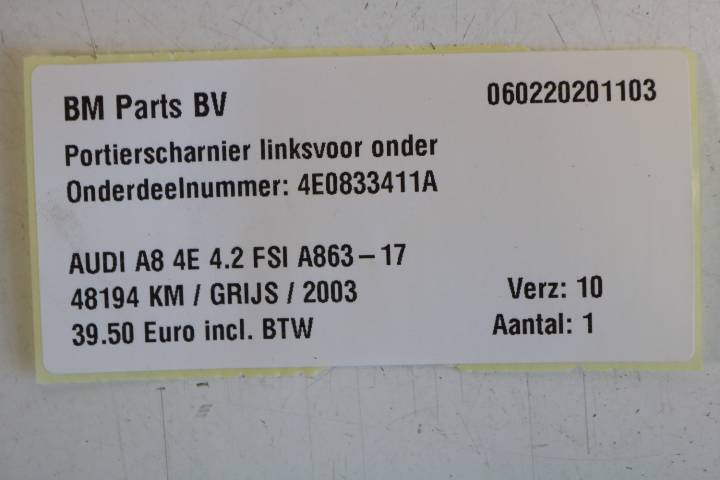 BM Parts BV 060220201103
Portierscharnier linksvoor onder
Onderdeelnummer: 4E0833411A
AUDI A8 4E 4.2 FSI A863-17
48194 KM / GRIJS / 2003 Verz: 10
39.50 Euro incl. BTW Aantal: 1